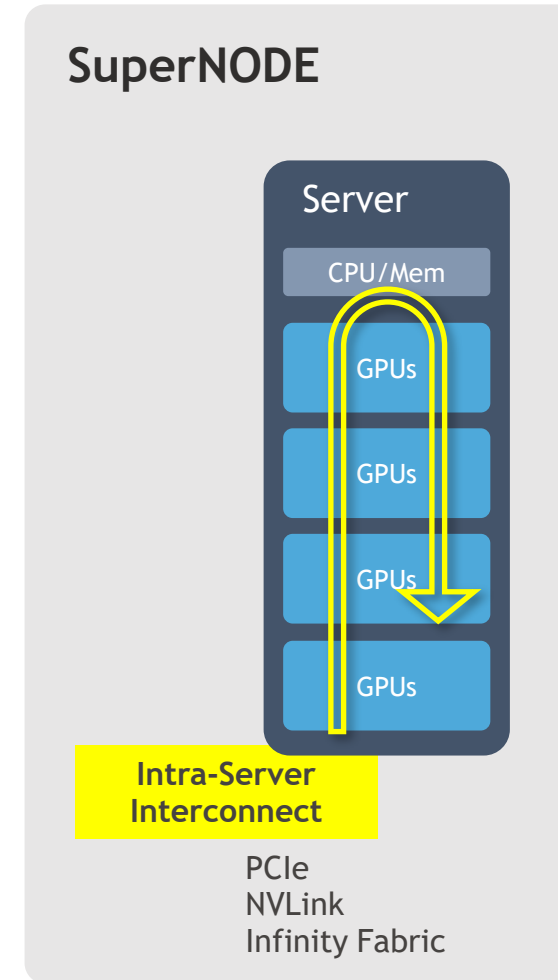 SuperNODE
Server
CPU/Mem
GPUs
GPUs
GPUs
GPUs
Intra-Server
Interconnect
PCIe
NVLink
Infinity Fabric